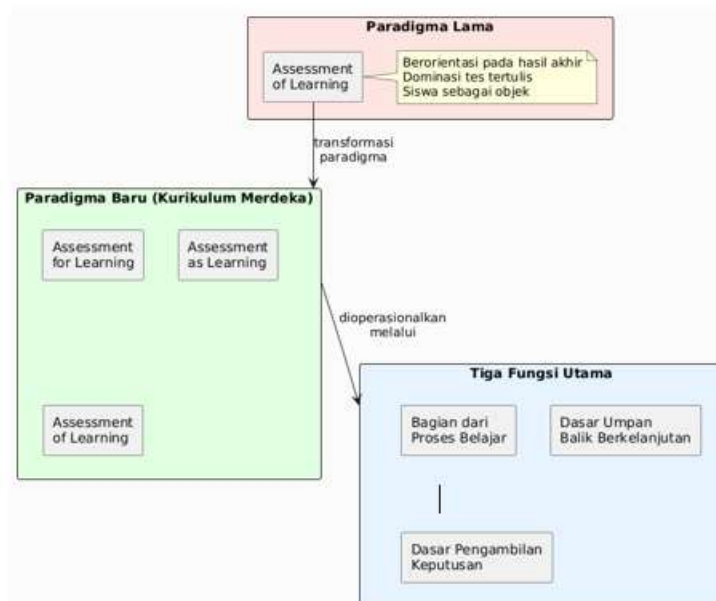 Paradigma Lama
Assessment
of Learning
Berorientasi pada hasil akhir
Dominasi tes tertulis
Siswa sebagai objek
transformasi
paradigma
Paradigma Baru (Kurikulum Merdeka)
Assessment
for Learning
Assessment
as Learning
Assessment
of Learning
dioperasionalkan
melalui
Tiga Fungsi Utama
Bagian dari
Proses Belajar
Dasar Umpan
Balik Berkelanjutan
Dasar Pengambilan
Keputusan